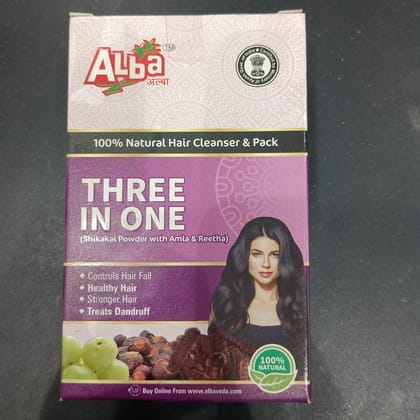 ALBa TM
अल्बा
100% Natural Hair Cleanser & Pack
THREE
IN ONE
(Shikakai Powder with Amla & Reetha)
Controls Hair Fall
Healthy Hair
Stronger Hair
Treats Dandruff
100%
NATURAL
Buy Online From www.albaveda.com